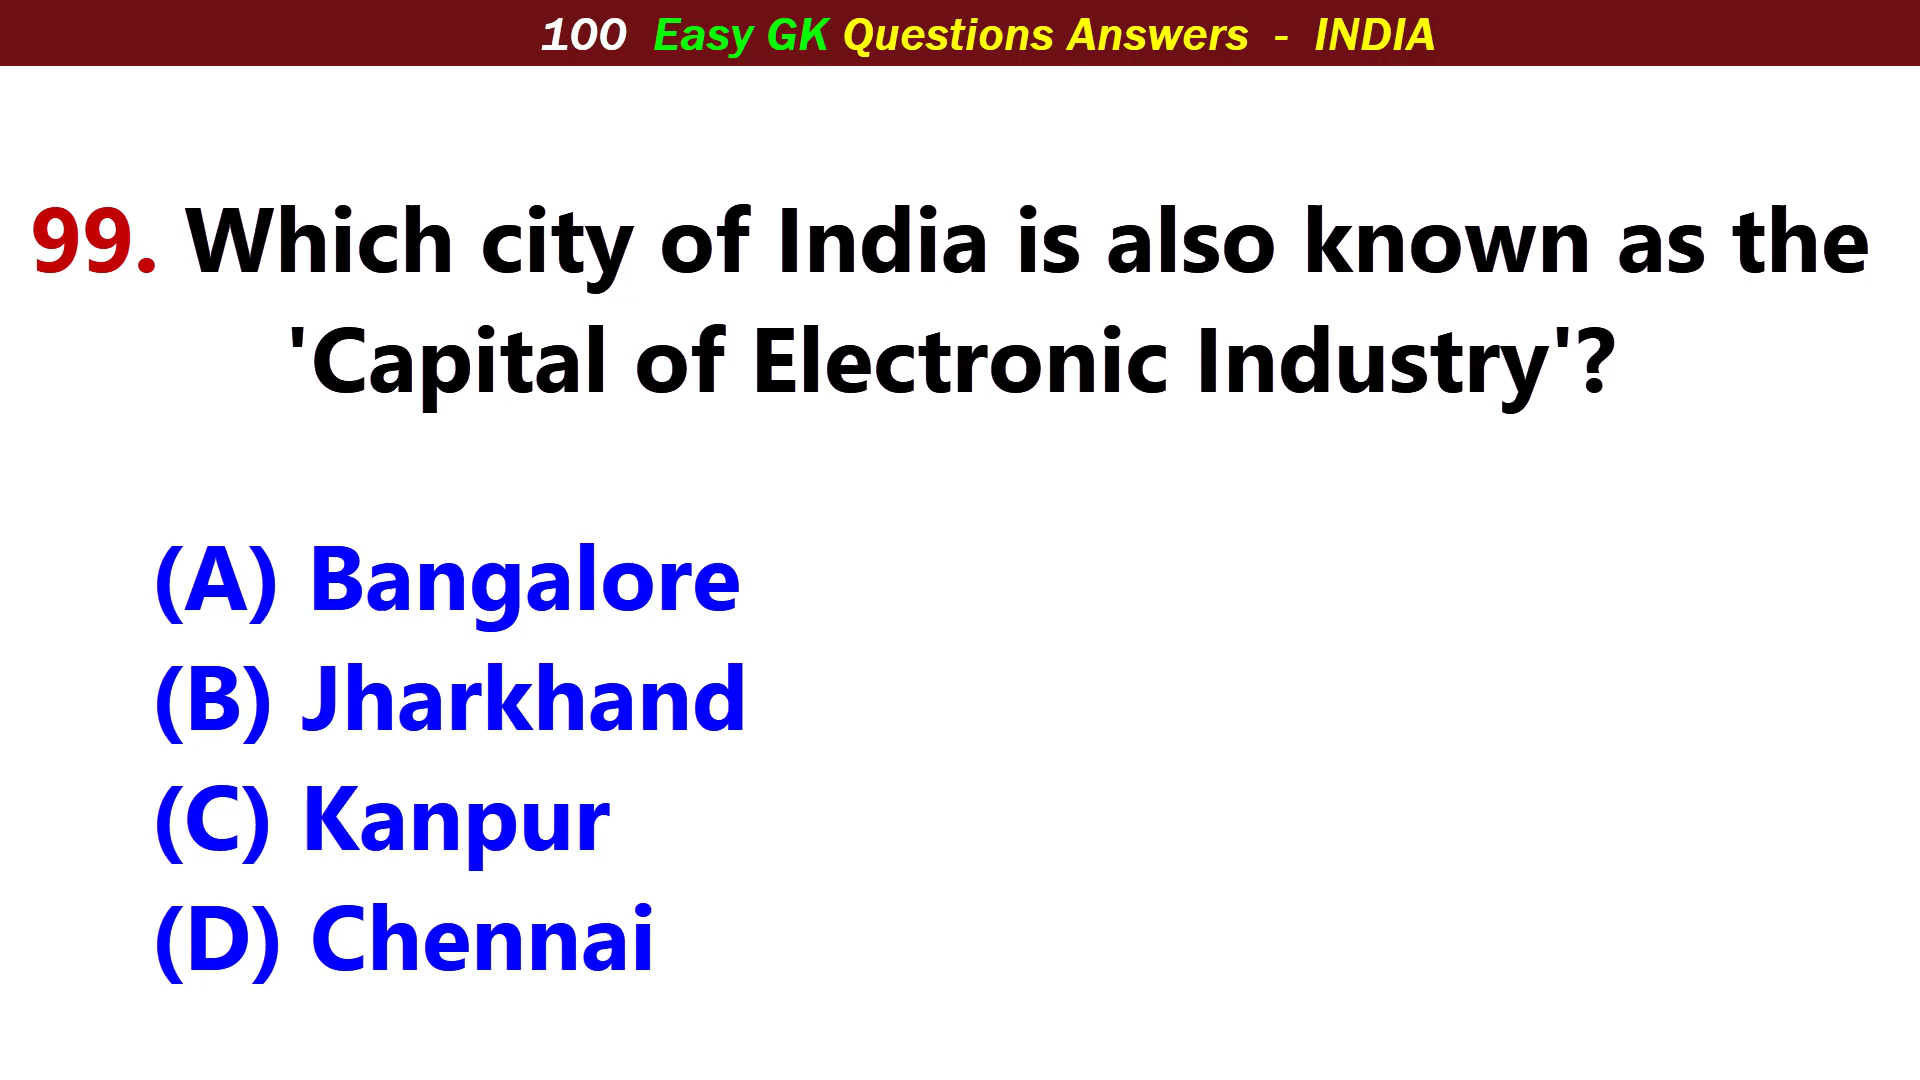 100 Easy GK Questions Answers - INDIA
99. Which city of India is also known as the
'Capital of Electronic Industry'?
(A) Bangalore
(B) Jharkhand
(C) Kanpur
(D) Chennai